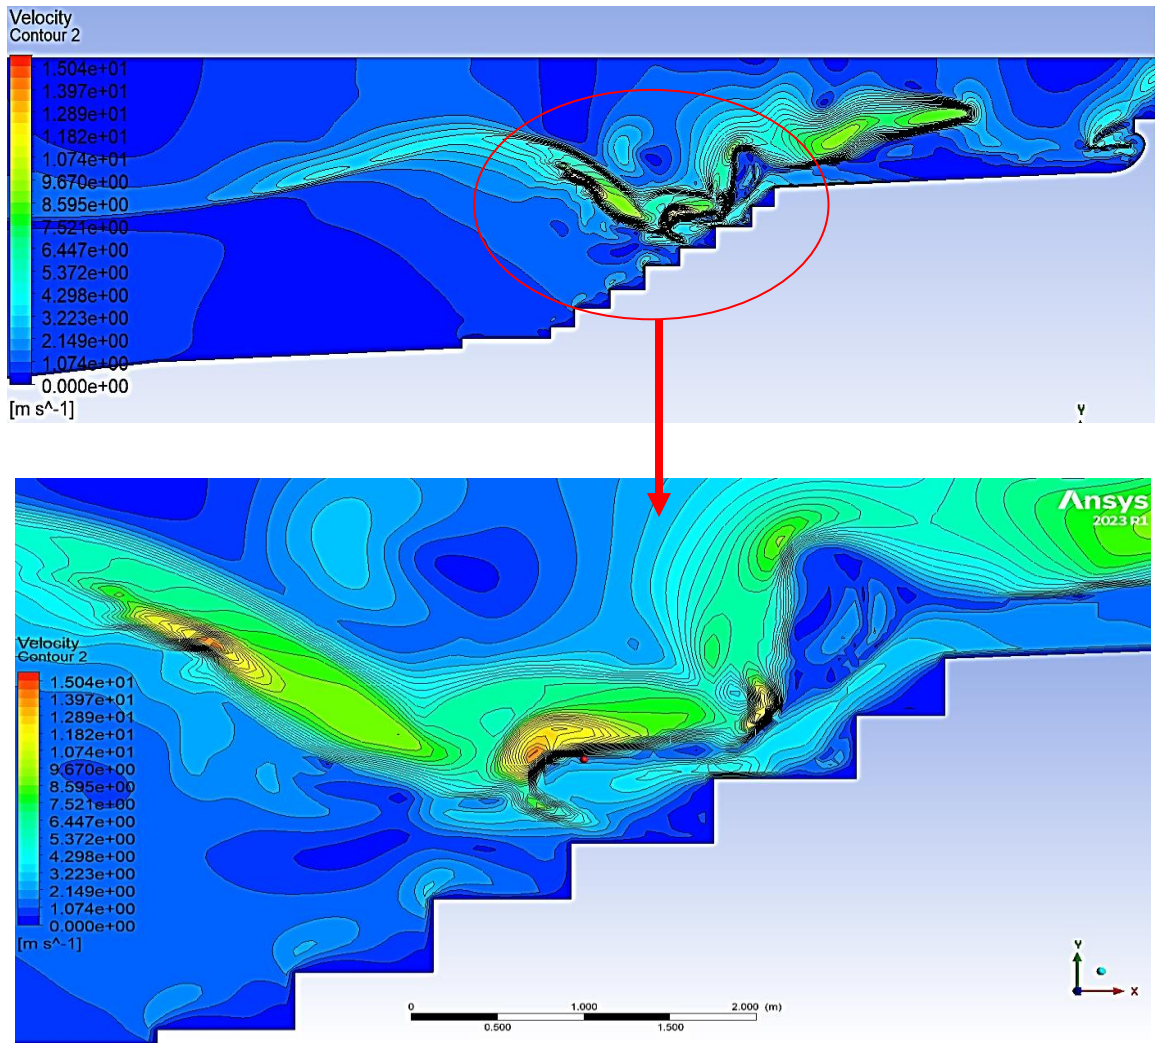 Velocity
Contour 2
1.504e+01
1.397e+01
1.289e+01
1.182e+01
1.074e+01
9.670e+00
8.595e+00
7.521e+00
6.447e+00
5.372e+00
4.298e+00
3.223e+00
2.149e+00
1.074e+00
0.000e+00
[m s^-1]
Y
Ansys
2023 R1
Velocity
Contour 2
1.504e+01
1.397e+01
1.289e+01
1.182e+01
1.074e+01
9.670e+00
8.595e+00
7.521e+00
6.447e+00
5.372e+00
4.298e+00
3.223e+00
2.149e+00
1.074e+00
0.000e+00
[m s^-1]
Y
X
0 1.000 2.000 (m)
0.500 1.500